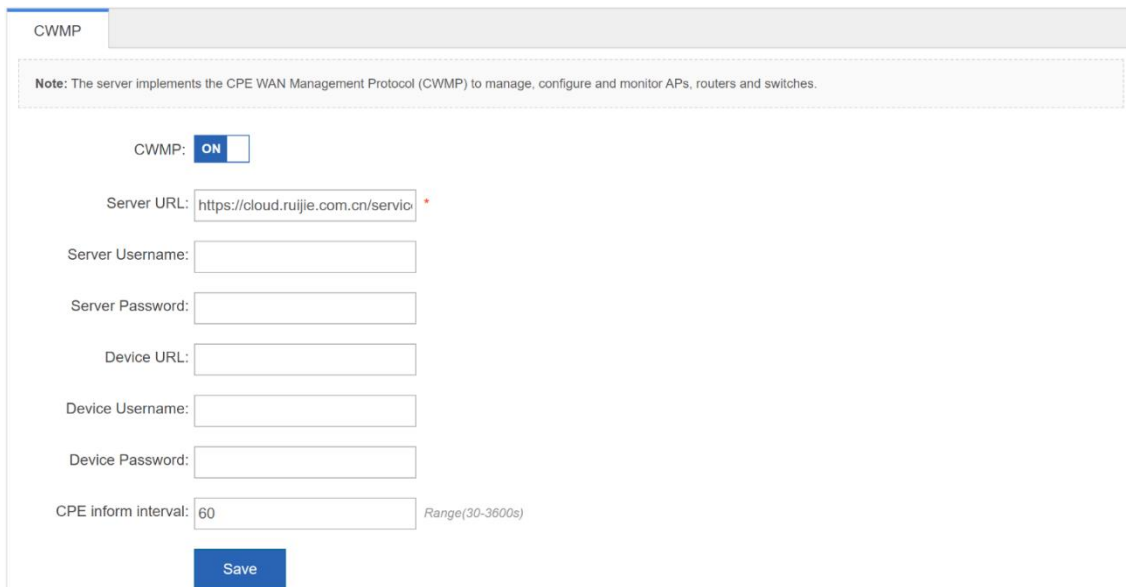 CWMP
Note: The server implements the CPE WAN Management Protocol (CWMP) to manage, configure and monitor APs, routers and switches.
CWMP: ON
Server URL: https://cloud.ruijie.com.cn/servic *
Server Username:
Server Password:
Device URL:
Device Username:
Device Password:
CPE inform interval: 60 Range(30-3600s)
Save